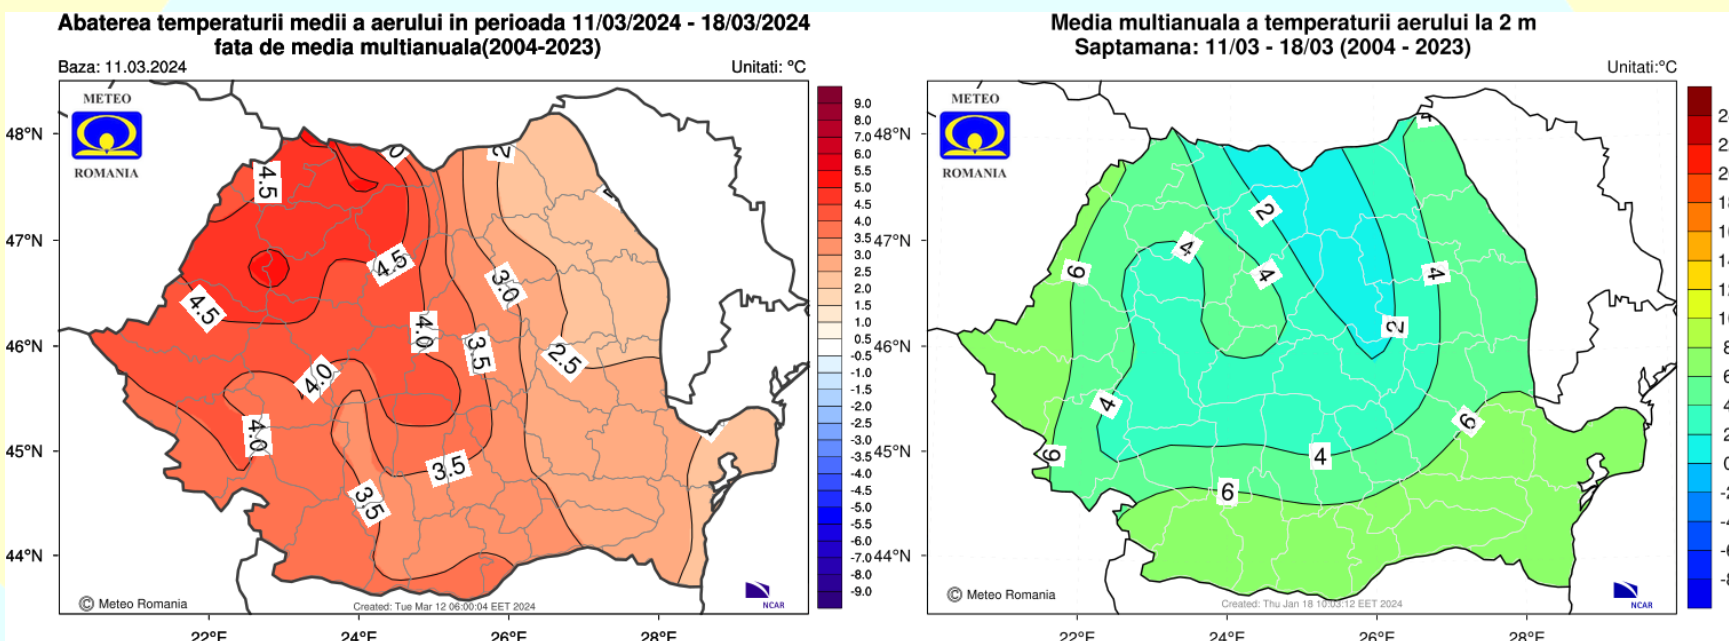 Abaterea temperaturii medii a aerului in perioada 11/03/2024 - 18/03/2024
fata de media multianuala(2004-2023)
Baza: 11.03.2024
Unitati: °C
METEO
ROMANIA
48°N
47°N
46°N
45°N
44°N
22°E
24°E
26°E
28°E
4.5
0
2
4.5
3.0
4.5
4.0
3.5
2.5
4.0
4.0
3.5
3.5
9.0
8.0
7.0
6.0
5.5
5.0
4.5
4.0
3.5
3.0
2.5
2.0
1.5
1.0
0.5
-0.5
-1.0
-1.5
-2.0
-2.5
-3.0
-3.5
-4.0
-4.5
-5.0
-5.5
-6.0
-7.0
-8.0
-9.0
© Meteo Romania
Created: Tue Mar 12 06:00:04 EET 2024
NCAR
Media multianuala a temperaturii aerului la 2 m
Saptamana: 11/03 - 18/03 (2004 - 2023)
Unitati:°C
METEO
ROMANIA
48°N
47°N
46°N
45°N
44°N
22°E
24°E
26°E
28°E
4
2
4
6
4
4
2
4
6
6
4
6
8
6
4
2
0
-2
© Meteo Romania
Created: Thu Jan 18 10:03:12 EET 2024
NCAR